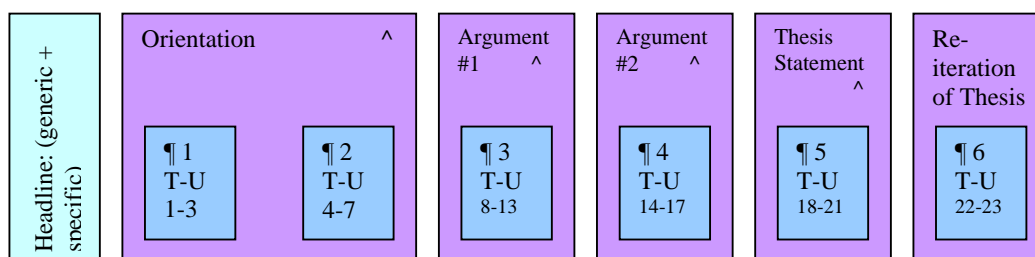 Headline: (generic +
specific)
Orientation ^
¶ 1
T-U
1-3
¶ 2
T-U
4-7
Argument
#1 ^
¶ 3
T-U
8-13
Argument
#2 ^
¶ 4
T-U
14-17
Thesis
Statement
^
¶ 5
T-U
18-21
Re-
iteration
of Thesis
¶ 6
T-U
22-23